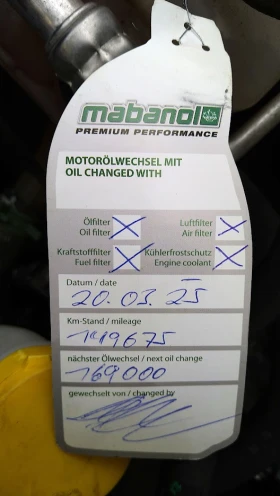 mabanol
PREMIUM PERFORMANCE
MOTORÖLWECHSEL MIT
OIL CHANGED WITH
Ölfilter Luftfilter
Oil filter Air filter
Kraftstofffilter Kühlerfrostschutz
Fuel filter Engine coolant
Datum / date
20.03.25
Km-Stand / mileage
149675
nächster Ölwechsel / next oil change
169000
gewechselt von / changed by